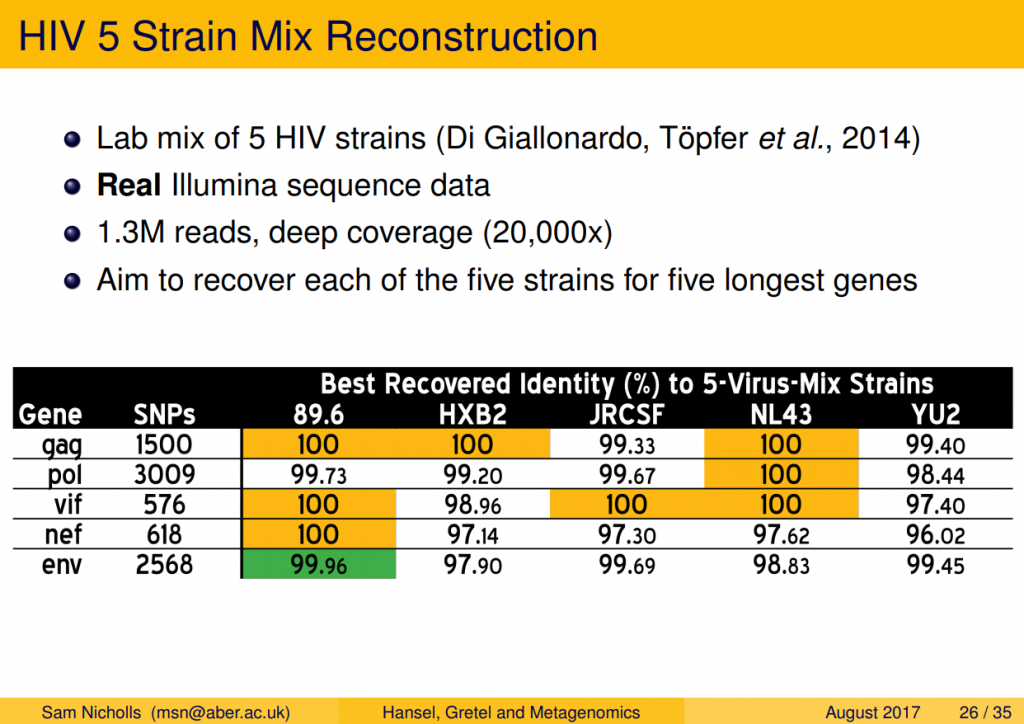 HIV 5 Strain Mix Reconstruction
Lab mix of 5 HIV strains (Di Giallonardo, Töpfer et al., 2014)
Real Illumina sequence data
1.3M reads, deep coverage (20,000x)
Aim to recover each of the five strains for five longest genes
Best Recovered Identity (%) to 5-Virus-Mix Strains
Gene SNPs 89.6 HXB2 JRCSF NL43 YU2
gag 1500 100 100 99.33 100 99.40
pol 3009 99.73 99.20 99.67 100 98.44
vif 576 100 98.96 100 100 97.40
nef 618 100 97.14 97.30 97.62 96.02
env 2568 99.96 97.90 99.69 98.83 99.45
Sam Nicholls (msn@aber.ac.uk) Hansel, Gretel and Metagenomics August 2017 26 / 35